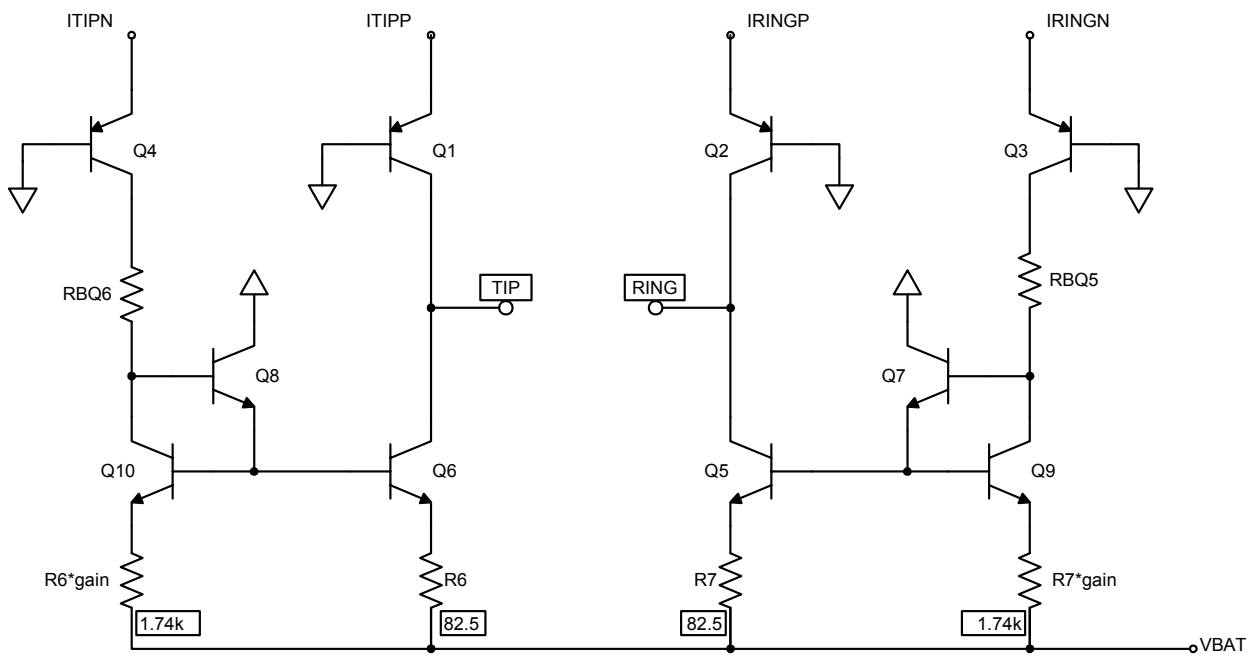 ITIPN
ITIPP
IRINGP
IRINGN
Q4
Q1
Q2
Q3
RBQ6
TIP
RING
RBQ5
Q8
Q7
Q10
Q6
Q5
Q9
R6*gain
R6
R7
R7*gain
1.74k
82.5
82.5
1.74k
VBAT